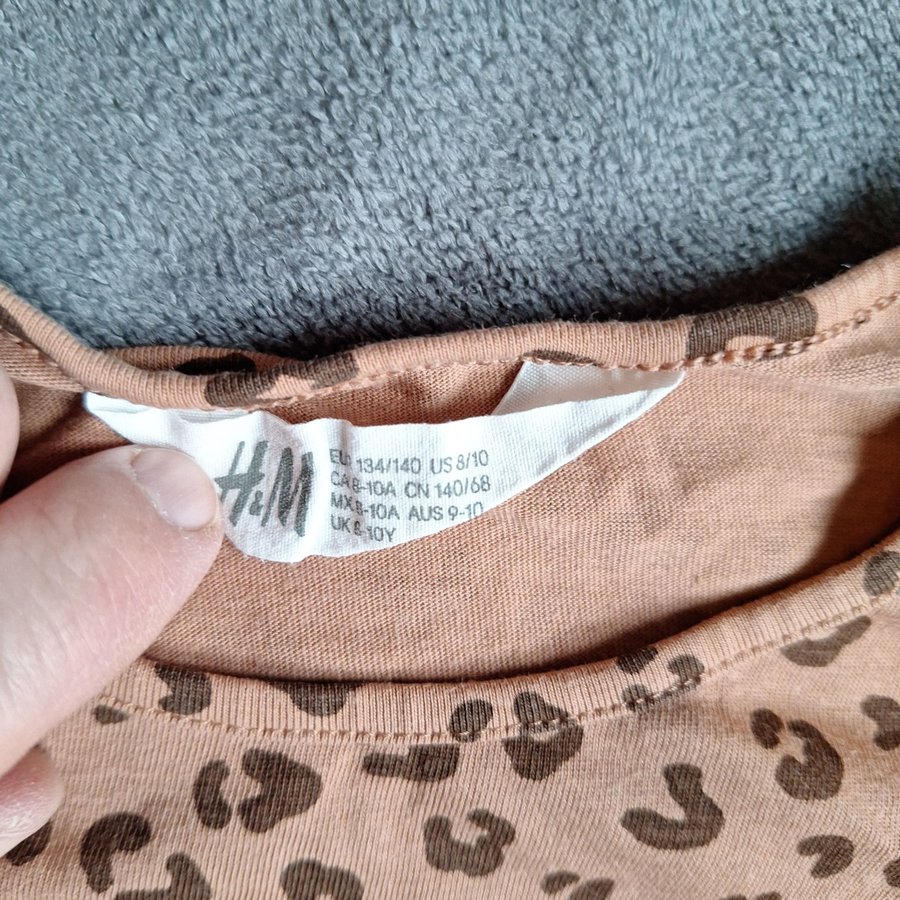 H&M
EU 134/140 US 8/10
CA 8-10A CN 140/68
MX 8-10A AUS 9-10
UK 8-10Y